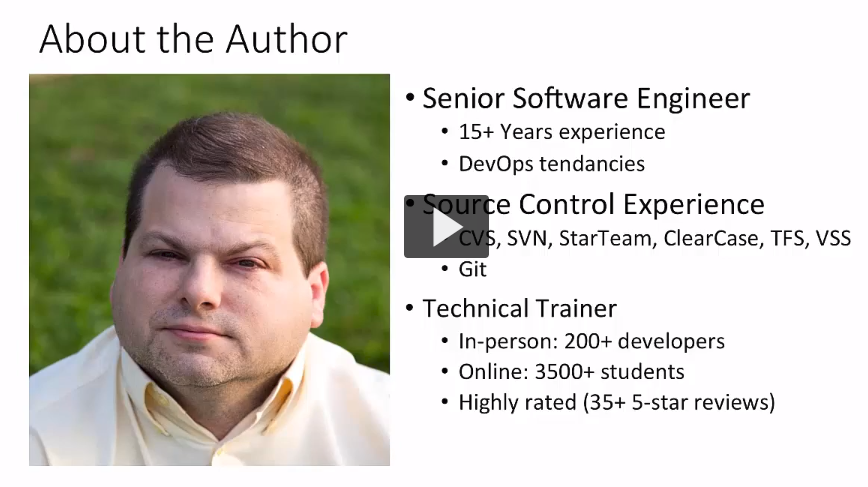 About the Author
• Senior Software Engineer
• 15+ Years experience
• DevOps tendancies
• Source Control Experience
CVS, SVN, StarTeam, ClearCase, TFS, VSS
• Git
• Technical Trainer
• In-person: 200+ developers
• Online: 3500+ students
• Highly rated (35+ 5-star reviews)